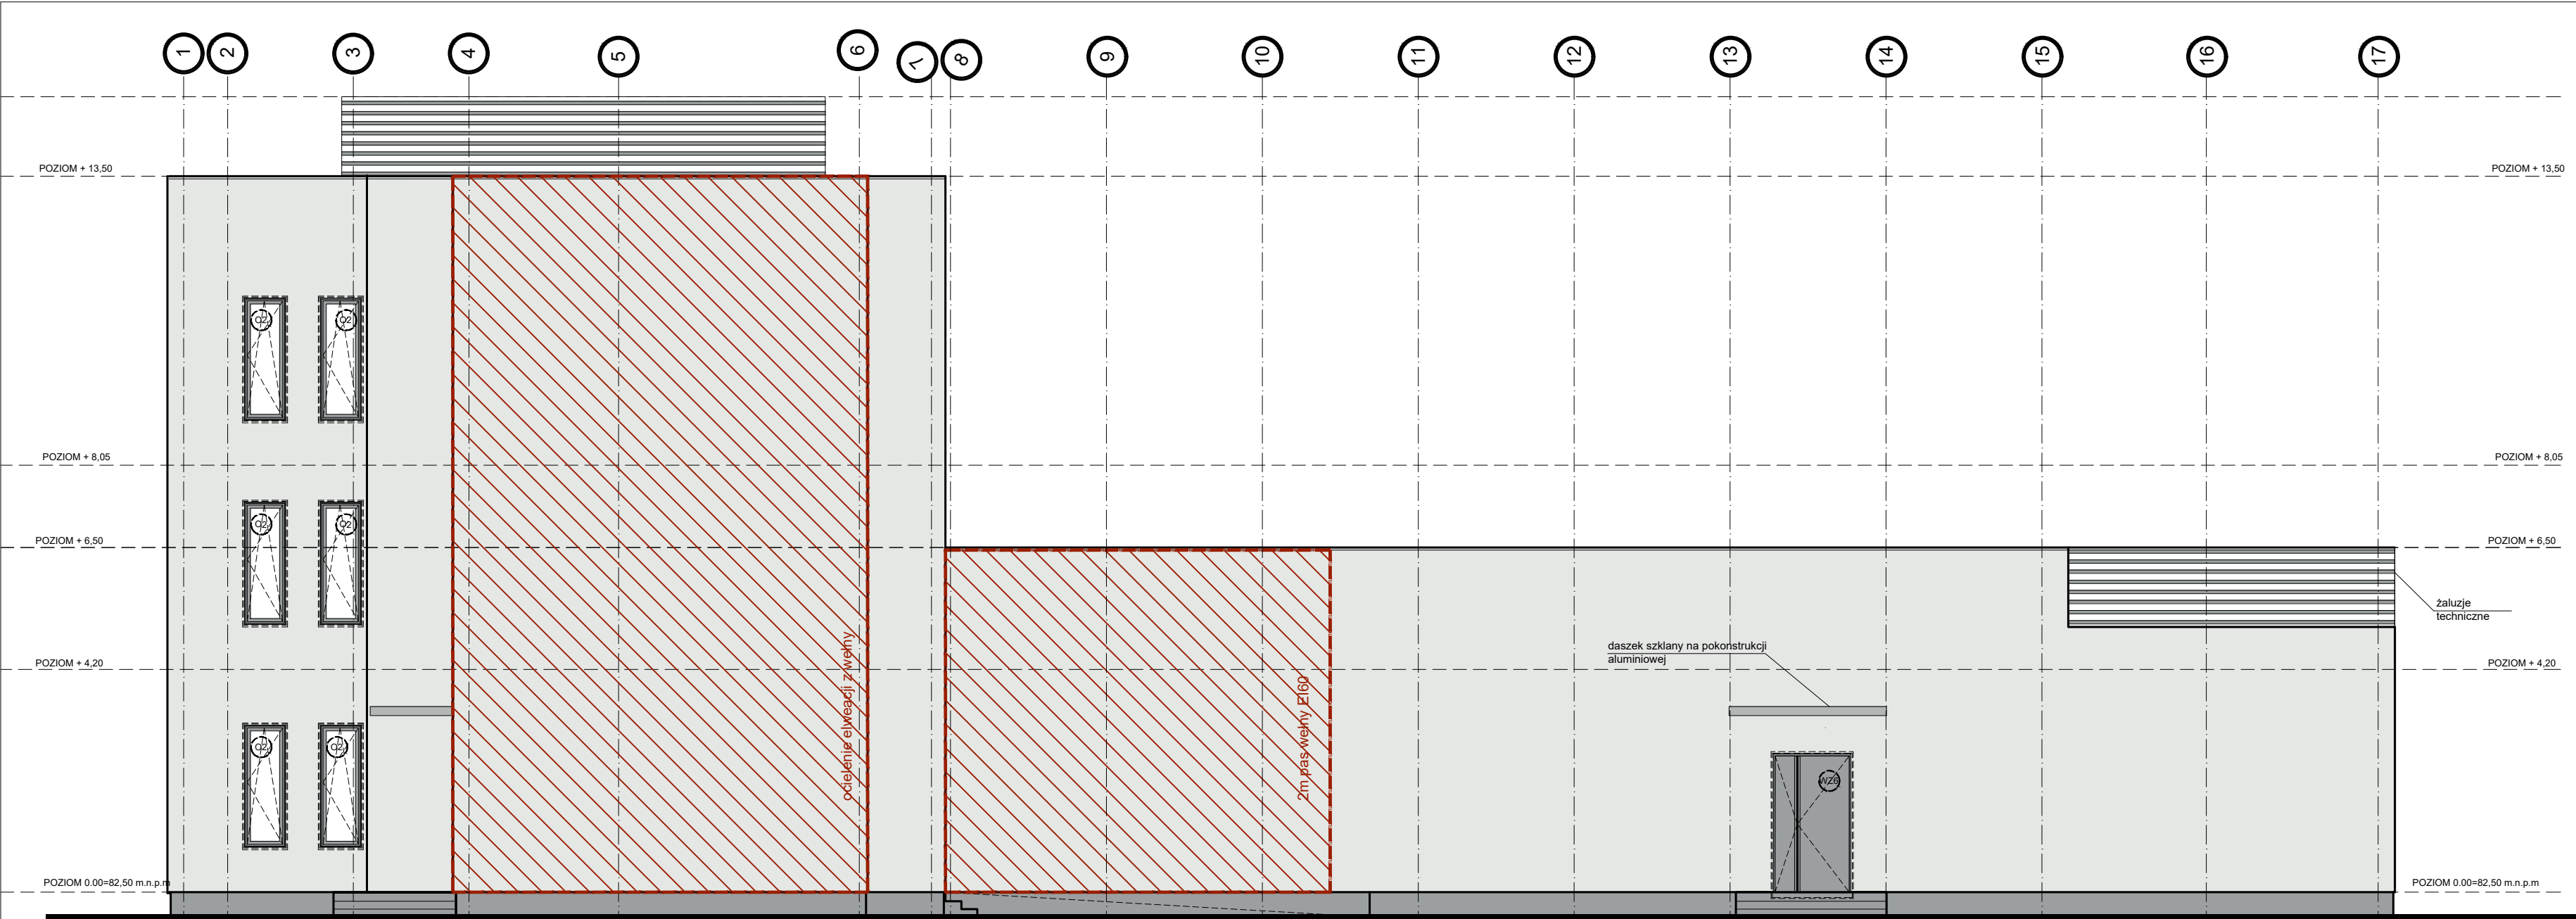 1
2
3
4
5
6
7
8
9
10
11
12
13
14
15
16
17
POZIOM + 13,50
POZIOM + 13,50
O2
O2
POZIOM + 8,05
POZIOM + 8,05
O2
O2
POZIOM + 6,50
POZIOM + 6,50
żaluzje
techniczne
ocielenie elweacji z wełny
2m pas wełny EI60
daszek szklany na pokonstrukcji
aluminiowej
POZIOM + 4,20
POZIOM + 4,20
O2
O2
WZ6
POZIOM 0.00=82,50 m.n.p.m
POZIOM 0.00=82,50 m.n.p.m